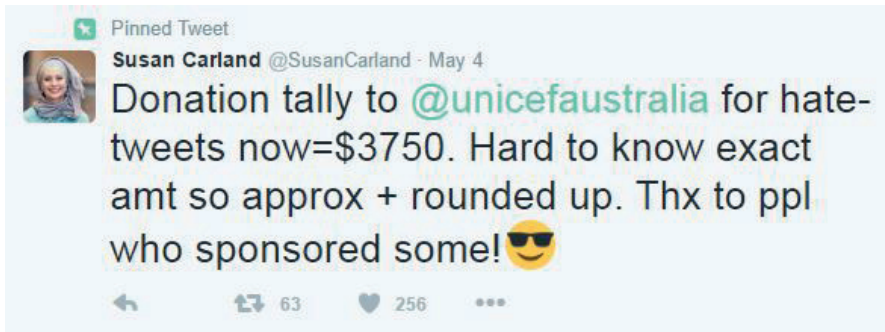 Pinned Tweet
Susan Carland @SusanCarland · May 4
Donation tally to @unicefaustralia for hate-
tweets now=$3750. Hard to know exact
amt so approx + rounded up. Thx to ppl
who sponsored some!😎
63 256